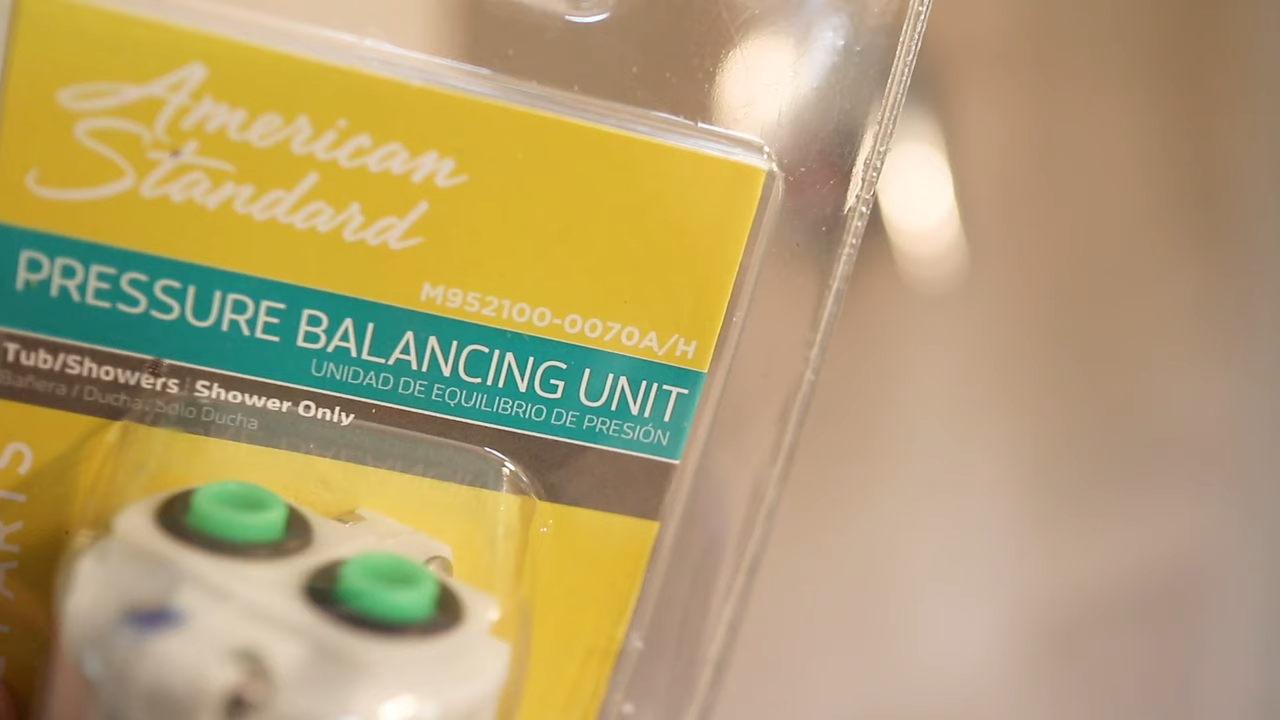 American
Standard
M952100-0070A/H
PRESSURE BALANCING UNIT
UNIDAD DE EQUILIBRIO DE PRESIÓN
Tub/Showers | Shower Only
Bañera / Ducha, Solo Ducha
PARTS